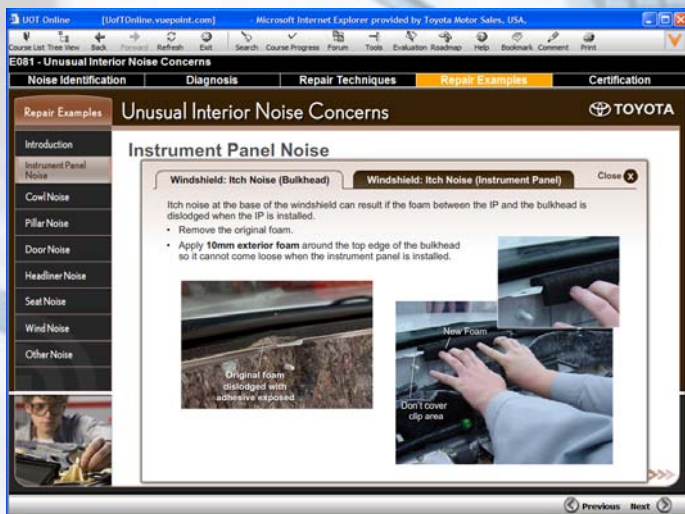 UOT Online [UofTOnline.vuepoint.com] - Microsoft Internet Explorer provided by Toyota Motor Sales, USA,
Course List Tree View Back Forward Refresh Exit Search Course Progress Forum Tools Evaluation Roadmap Help Bookmark Comment Print
E081 - Unusual Interior Noise Concerns
Noise Identification Diagnosis Repair Techniques Repair Examples Certification
Repair Examples Unusual Interior Noise Concerns TOYOTA
Introduction
Instrument Panel
Noise
Cowl Noise
Pillar Noise
Door Noise
Headliner Noise
Seat Noise
Wind Noise
Other Noise
Instrument Panel Noise
Windshield: Itch Noise (Bulkhead) Windshield: Itch Noise (Instrument Panel) Close X
Itch noise at the base of the windshield can result if the foam between the IP and the bulkhead is
dislodged when the IP is installed.
• Remove the original foam.
• Apply 10mm exterior foam around the top edge of the bulkhead
so it cannot come loose when the instrument panel is installed.
Original foam
dislodged with
adhesive exposed
New Foam
Don't cover
clip area
Previous Next